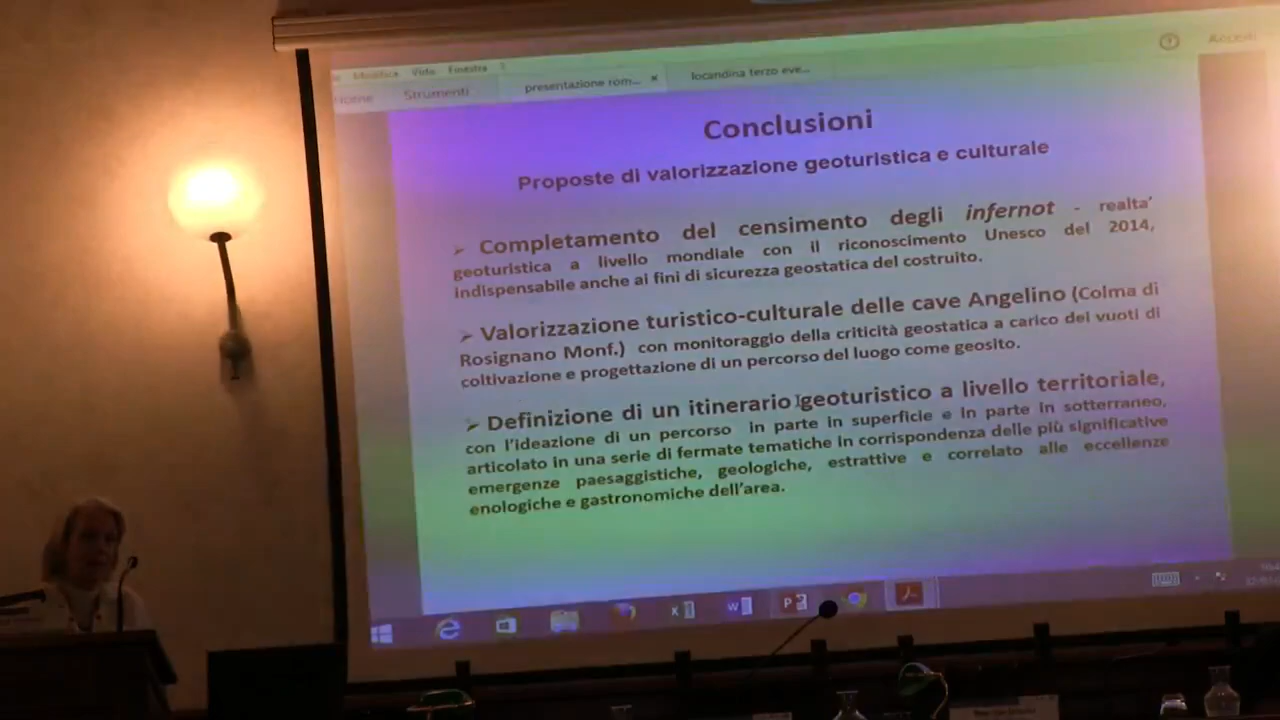 Modifica Vista Finestra ?
Home Strumenti presentazione rom... × locandina terzo eve...
Accedi
Conclusioni
Proposte di valorizzazione geoturistica e culturale
➢ Completamento del censimento degli infernot - realta'
geoturistica a livello mondiale con il riconoscimento Unesco del 2014,
indispensabile anche ai fini di sicurezza geostatica del costruito.
➢ Valorizzazione turistico-culturale delle cave Angelino (Colma di
Rosignano Monf.) con monitoraggio della criticità geostatica a carico dei vuoti di
coltivazione e progettazione di un percorso del luogo come geosito.
➢ Definizione di un itinerario geoturistico a livello territoriale,
con l'ideazione di un percorso in parte in superficie e in parte in sotterraneo,
articolato in una serie di fermate tematiche in corrispondenza delle più significative
emergenze paesaggistiche, geologiche, estrattive e correlato alle eccellenze
enologiche e gastronomiche dell'area.